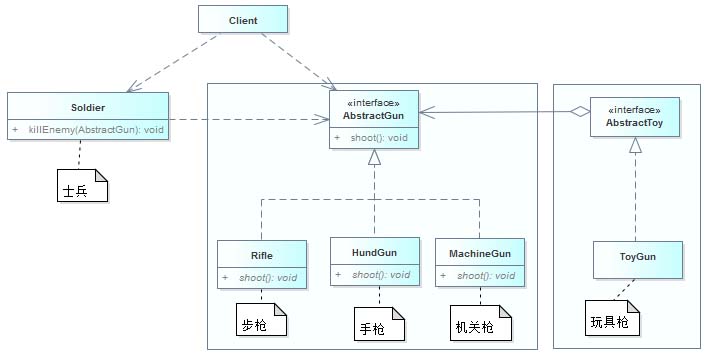 Client
Soldier
+ killEnemy(AbstractGun): void
士兵
«interface»
AbstractGun
+ shoot(): void
«interface»
AbstractToy
Rifle
+ shoot(): void
步枪
HundGun
+ shoot(): void
手枪
MachineGun
+ shoot(): void
机关枪
ToyGun
玩具枪